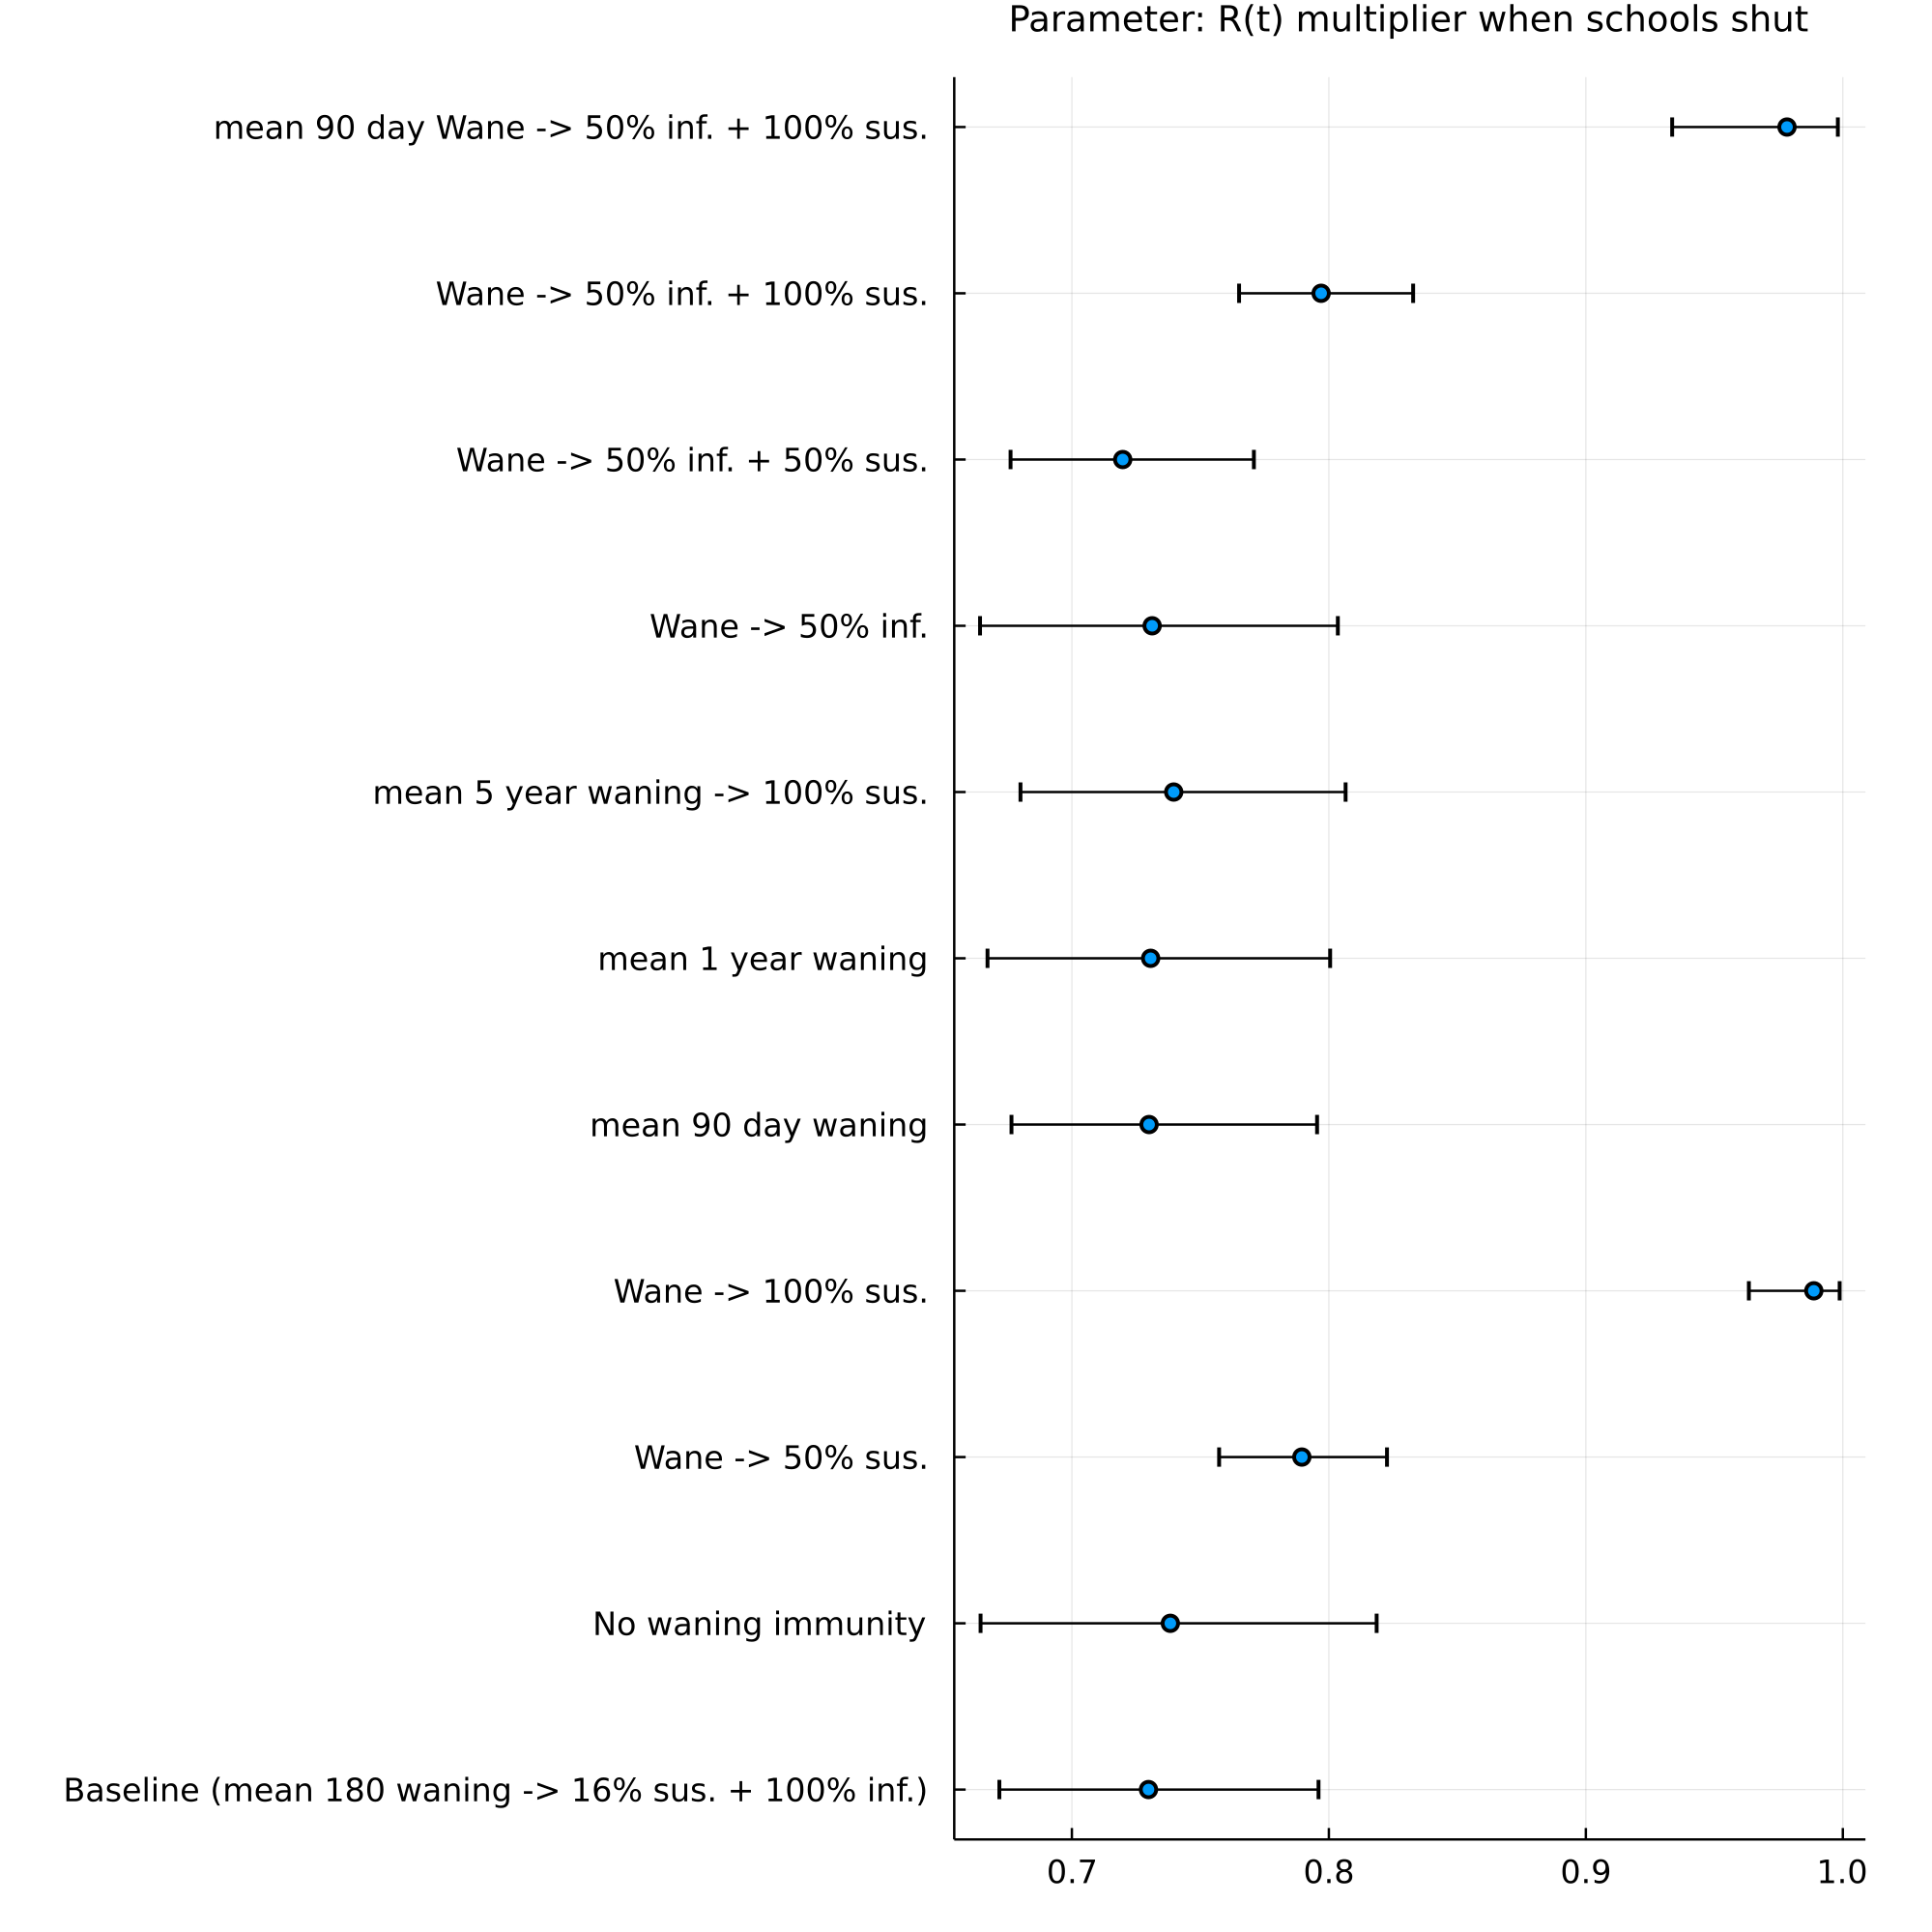 Parameter: R(t) multiplier when schools shut
mean 90 day Wane -> 50% inf. + 100% sus.
Wane -> 50% inf. + 100% sus.
Wane -> 50% inf. + 50% sus.
Wane -> 50% inf.
mean 5 year waning -> 100% sus.
mean 1 year waning
mean 90 day waning
Wane -> 100% sus.
Wane -> 50% sus.
No waning immunity
Baseline (mean 180 waning -> 16% sus. + 100% inf.)
0.7 0.8 0.9 1.0